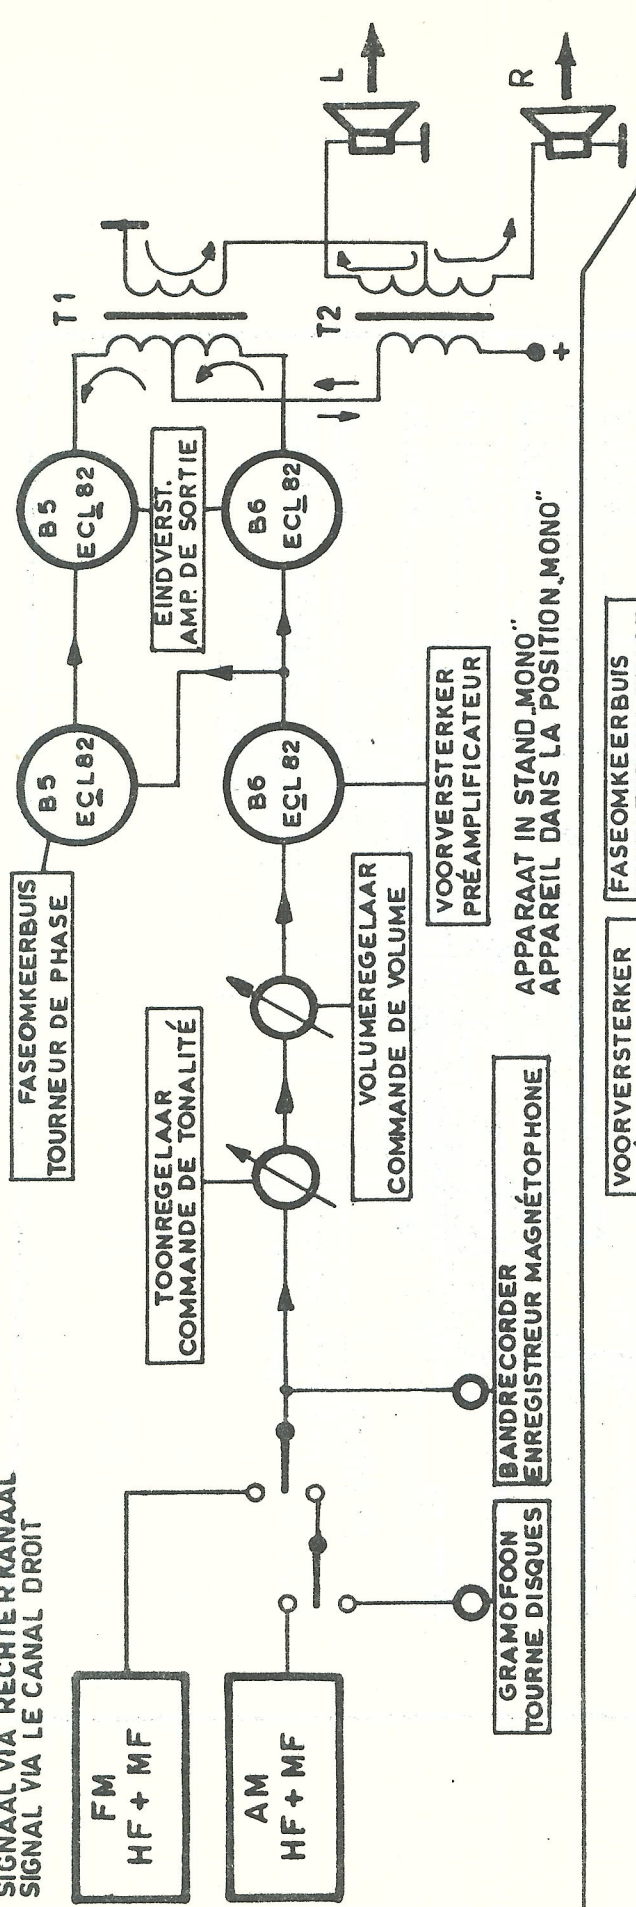 SIGNAAL VIA RECHTER KANAAL
SIGNAL VIA LE CANAL DROIT
FM
HF + MF
AM
HF + MF
GRAMOFOON
TOURNE DISQUES
BANDRECORDER
ENREGISTREUR MAGNÉTOPHONE
TOONREGELAAR
COMMANDE DE TONALITÉ
VOLUMEREGELAAR
COMMANDE DE VOLUME
FASEOMKEERBUIS
TOURNEUR DE PHASE
B5
ECL82
B6
ECL82
VOORVERSTERKER
PRÉAMPLIFICATEUR
B5
ECL82
EINDVERST.
AMP. DE SORTIE
B6
ECL82
T1
T2
+
L
R
APPARAAT IN STAND „MONO”
APPAREIL DANS LA POSITION „MONO”
VOORVERSTERKER
FASEOMKEERBUIS